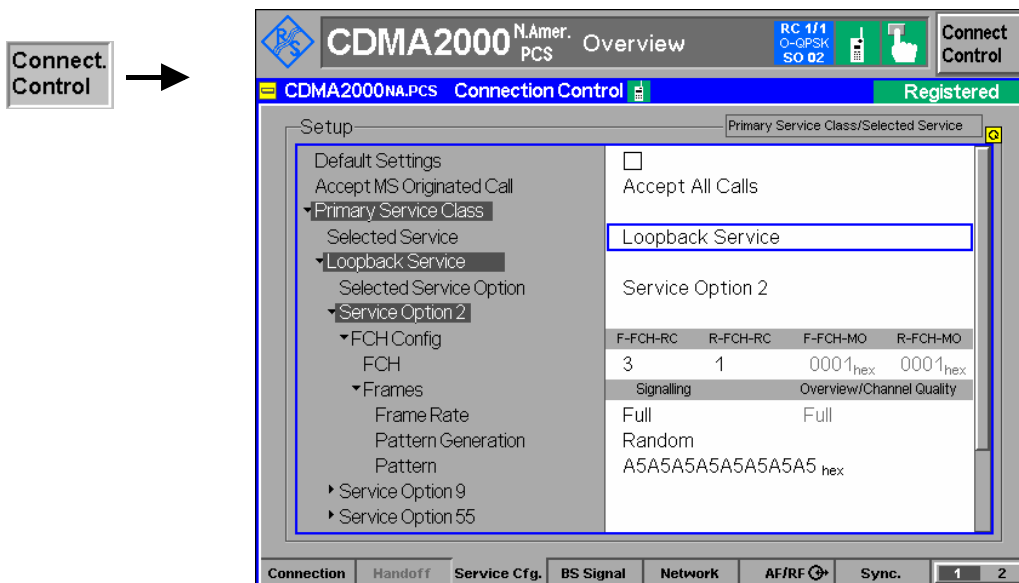 Connect.
Control
CDMA2000 N.Amer. PCS Overview
RC 1/1
O-QPSK
SO 02
Connect
Control
CDMA2000NA.PCS Connection Control
Registered
Setup
Primary Service Class/Selected Service
Default Settings
Accept MS Originated Call Accept All Calls
Primary Service Class
Selected Service Loopback Service
Loopback Service
Selected Service Option Service Option 2
Service Option 2
FCH Config F-FCH-RC R-FCH-RC F-FCH-MO R-FCH-MO
FCH 3 1 0001hex 0001hex
Frames Signalling Overview/Channel Quality
Frame Rate Full Full
Pattern Generation Random
Pattern A5A5A5A5A5A5A5A5 hex
Service Option 9
Service Option 55
Connection Handoff Service Cfg. BS Signal Network AF/RF Sync. 1 2